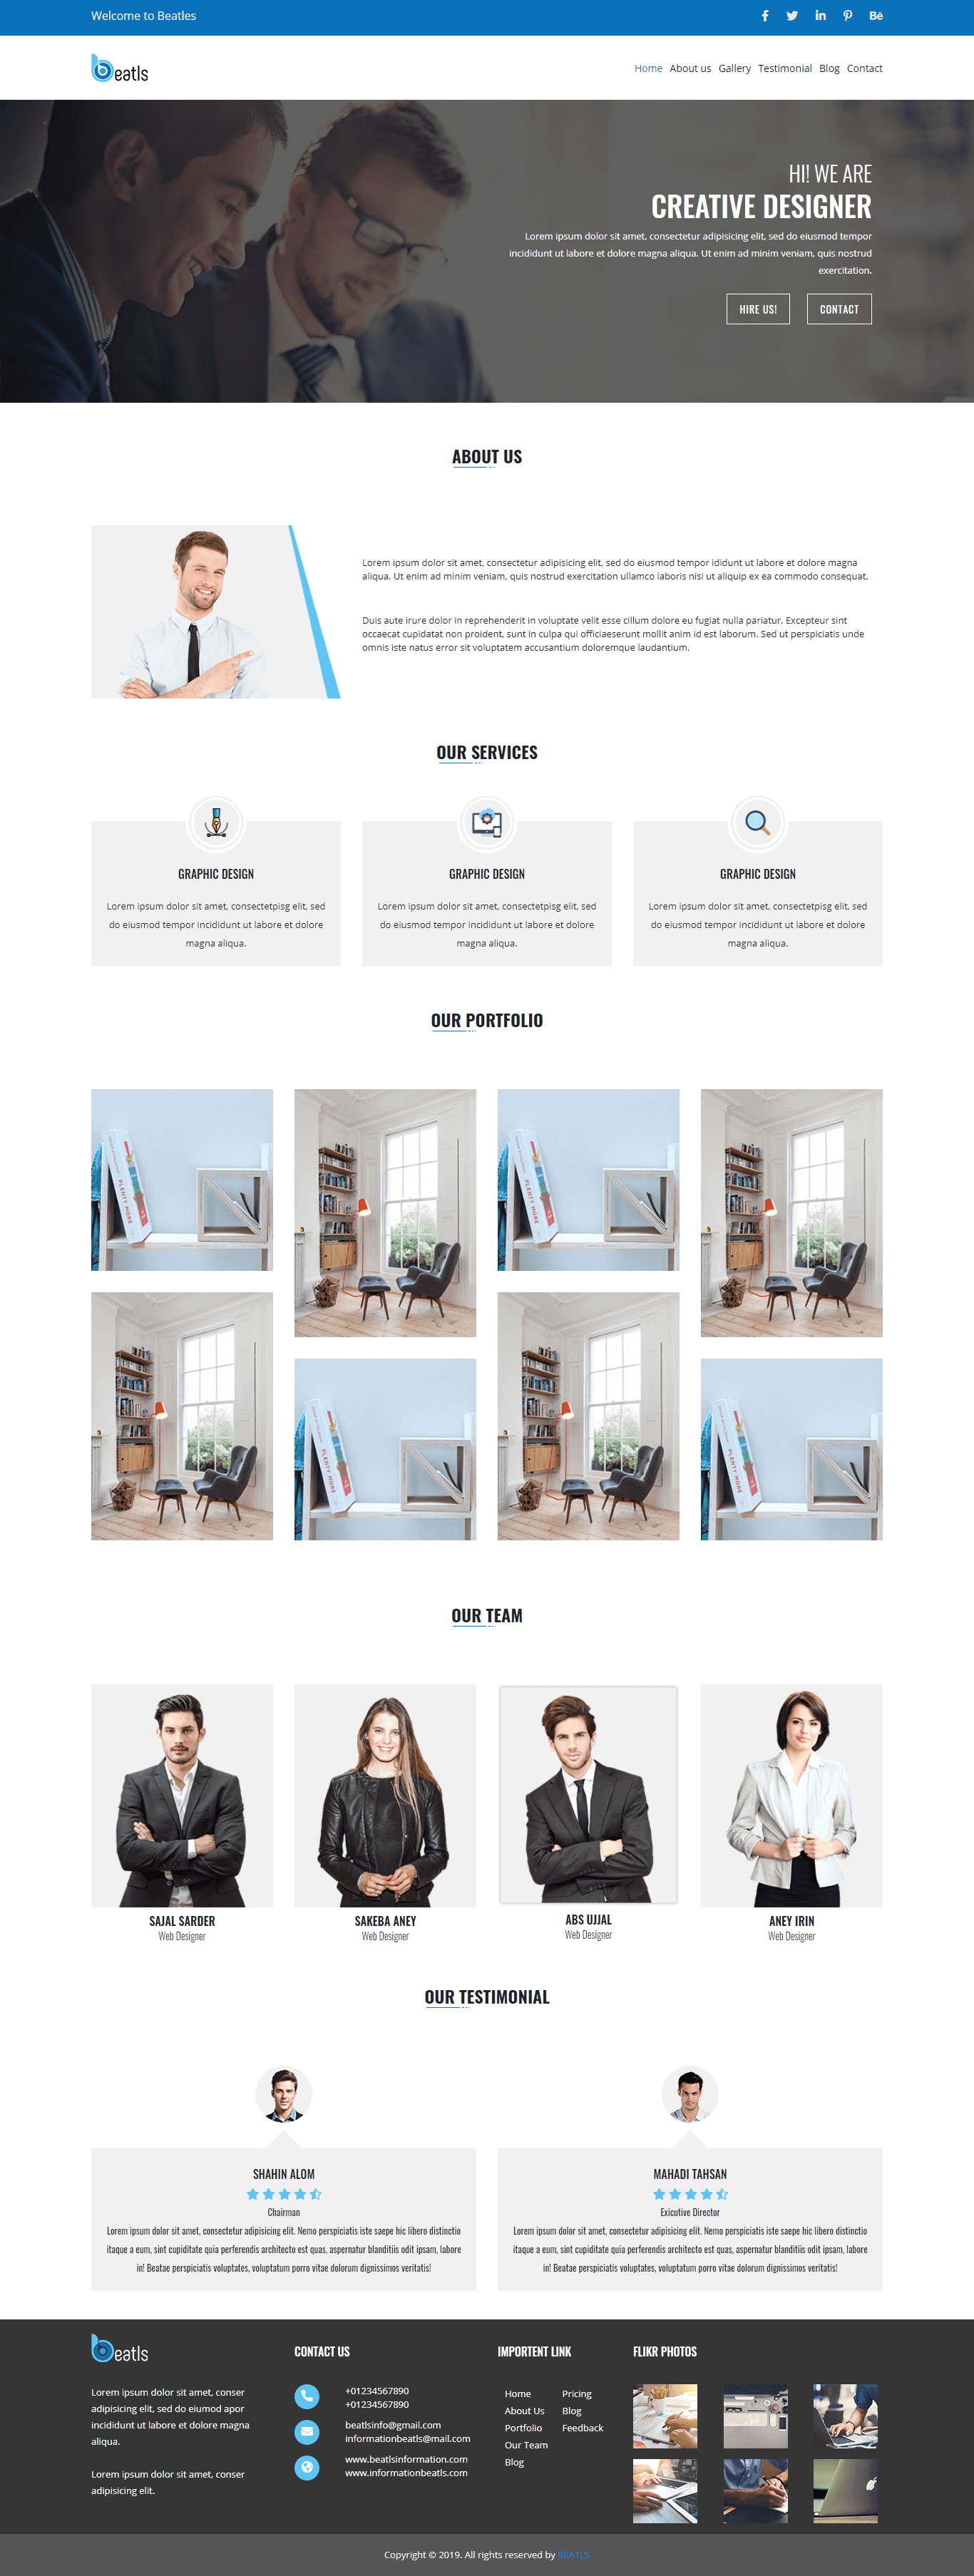 Welcome to Beatles
beatls
Home About us Gallery Testimonial Blog Contact
HI! WE ARE
CREATIVE DESIGNER
Lorem ipsum dolor sit amet, consectetur adipisicing elit, sed do eiusmod tempor
incididunt ut labore et dolore magna aliqua. Ut enim ad minim veniam, quis nostrud
exercitation.
HIRE US! CONTACT
ABOUT US
Lorem ipsum dolor sit amet, consectetur adipisicing elit, sed do eiusmod tempor ididunt ut labore et dolore magna
aliqua. Ut enim ad minim veniam, quis nostrud exercitation ullamco laboris nisi ut aliquip ex ea commodo consequat.
Duis aute irure dolor in reprehenderit in voluptate velit esse cillum dolore eu fugiat nulla pariatur. Excepteur sint
occaecat cupidatat non proident, sunt in culpa qui officiaeserunt mollit anim id est laborum. Sed ut perspiciatis unde
omnis iste natus error sit voluptatem accusantium doloremque laudantium.
OUR SERVICES
GRAPHIC DESIGN
Lorem ipsum dolor sit amet, consectetpisg elit, sed
do eiusmod tempor incididunt ut labore et dolore
magna aliqua.
GRAPHIC DESIGN
Lorem ipsum dolor sit amet, consectetpisg elit, sed
do eiusmod tempor incididunt ut labore et dolore
magna aliqua.
GRAPHIC DESIGN
Lorem ipsum dolor sit amet, consectetpisg elit, sed
do eiusmod tempor incididunt ut labore et dolore
magna aliqua.
OUR PORTFOLIO
PLENTY MORE
PLENTY MORE
PLENTY MORE
PLENTY MORE
OUR TEAM
SAJAL SARDER
Web Designer
SAKEBA ANEY
Web Designer
ABS UJJAL
Web Designer
ANEY IRIN
Web Designer
OUR TESTIMONIAL
SHAHIN ALOM
Chairman
Lorem ipsum dolor sit amet, consectetur adipisicing elit. Nemo perspiciatis iste saepe hic libero distinctio
itaque a eum, sint cupiditate quia perferendis architecto est quas, aspernatur blanditiis odit ipsam, labore
in! Beatae perspiciatis voluptates, voluptatum porro vitae dolorum dignissimos veritatis!
MAHADI TAHSAN
Exicutive Director
Lorem ipsum dolor sit amet, consectetur adipisicing elit. Nemo perspiciatis iste saepe hic libero distinctio
itaque a eum, sint cupiditate quia perferendis architecto est quas, aspernatur blanditiis odit ipsam, labore
in! Beatae perspiciatis voluptates, voluptatum porro vitae dolorum dignissimos veritatis!
beatls
Lorem ipsum dolor sit amet, conser
adipisicing elit, sed do eiumod apor
incididunt ut labore et dolore magna
aliqua.
Lorem ipsum dolor sit amet, conser
adipisicing elit.
CONTACT US
+01234567890
+01234567890
beatlsinfo@gmail.com
informationbeatls@mail.com
www.beatlsinformation.com
www.informationbeatls.com
IMPORTENT LINK
Home
About Us
Portfolio
Our Team
Blog
Pricing
Blog
Feedback
FLIKR PHOTOS
Copyright © 2019. All rights reserved by BEATLS